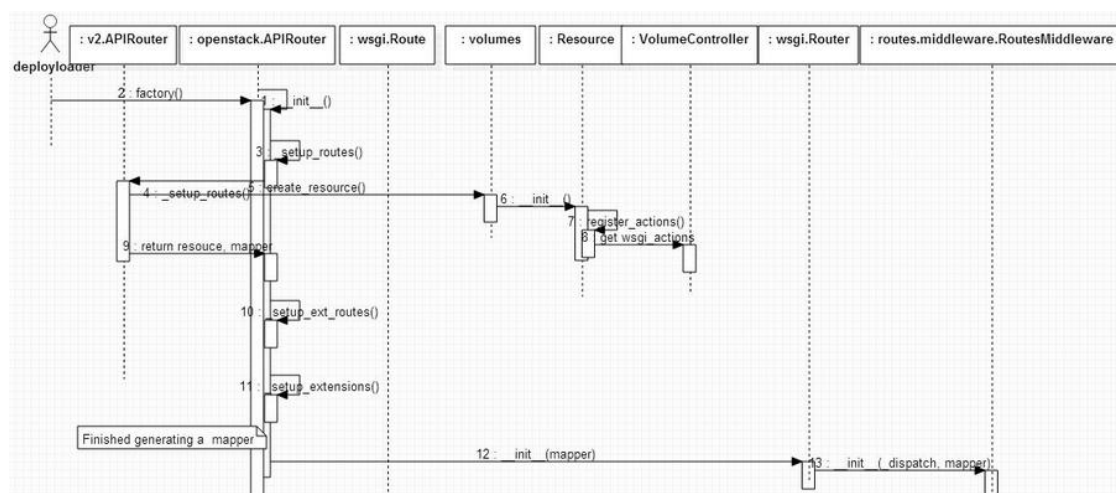 : v2.APIRouter
: openstack.APIRouter
: wsgi.Route
: volumes
: Resource
: VolumeController
: wsgi.Router
: routes.middleware.RoutesMiddleware
deployloader
2 : factory()
1 : __init__()
3 : _setup_routes()
4 : _setup_routes()
5 : create_resource()
6 : __init__()
7 : register_actions()
8 : get wsgi_actions
9 : return resouce, mapper
10 : _setup_ext_routes()
11 : _setup_extensions()
Finished generating a mapper
12 : __init__(mapper)
13 : __init__(_dispatch, mapper)